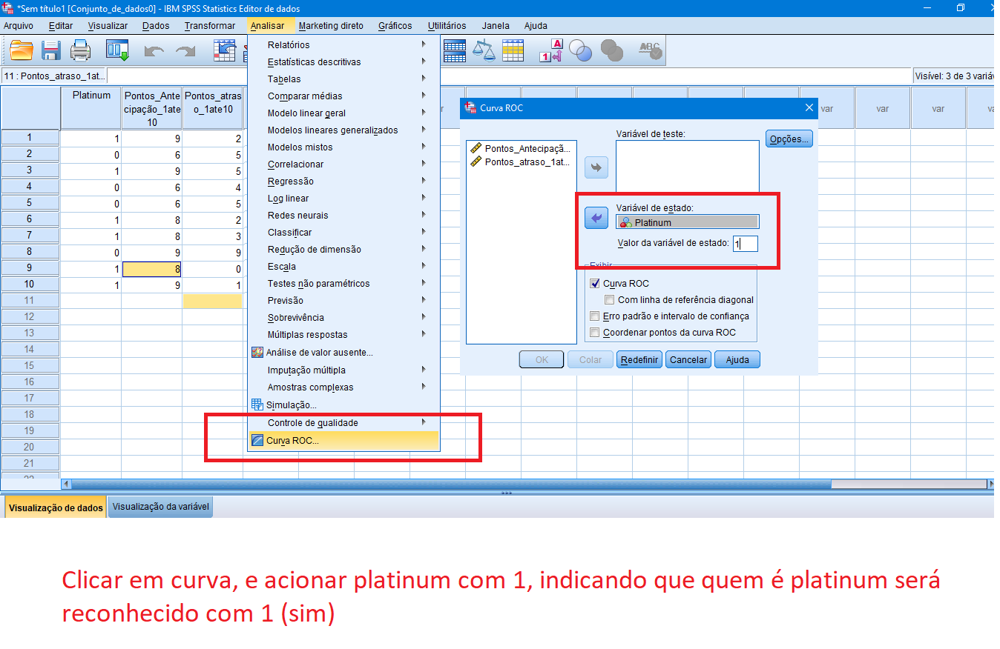 *Sem título1 [Conjunto_de_dados0] - IBM SPSS Statistics Editor de dados
Arquivo Editar Visualizar Dados Transformar Analisar Marketing direto Gráficos Utilitários Janela Ajuda
11 : Pontos_atraso_1at...
Visível: 3 de 3 variáv
Platinum
Pontos_Ante
cipação_1ate
10
Pontos_atras
o_1ate10
var var var var
1 1 9 2
2 0 6 5
3 1 9 5
4 0 6 4
5 0 6 5
6 1 8 2
7 1 8 3
8 0 9 9
9 1 8 0
10 1 9 1
11
12
13
14
15
16
17
18
19
20
21
22
Relatórios
Estatísticas descritivas
Tabelas
Comparar médias
Modelo linear geral
Modelos lineares generalizados
Modelos mistos
Correlacionar
Regressão
Log linear
Redes neurais
Classificar
Redução de dimensão
Escala
Testes não paramétricos
Previsão
Sobrevivência
Múltiplas respostas
Análise de valor ausente...
Imputação múltipla
Amostras complexas
Simulação...
Controle de qualidade
Curva ROC...
Curva ROC
Pontos_Antecipaçã...
Pontos_atraso_1at...
Variável de teste:
Opções...
Variável de estado:
Platinum
Valor da variável de estado: 1
Exibir
Curva ROC
Com linha de referência diagonal
Erro padrão e intervalo de confiança
Coordenar pontos da curva ROC
OK Colar Redefinir Cancelar Ajuda
Visualização de dados Visualização da variável
Clicar em curva, e acionar platinum com 1, indicando que quem é platinum será
reconhecido com 1 (sim)